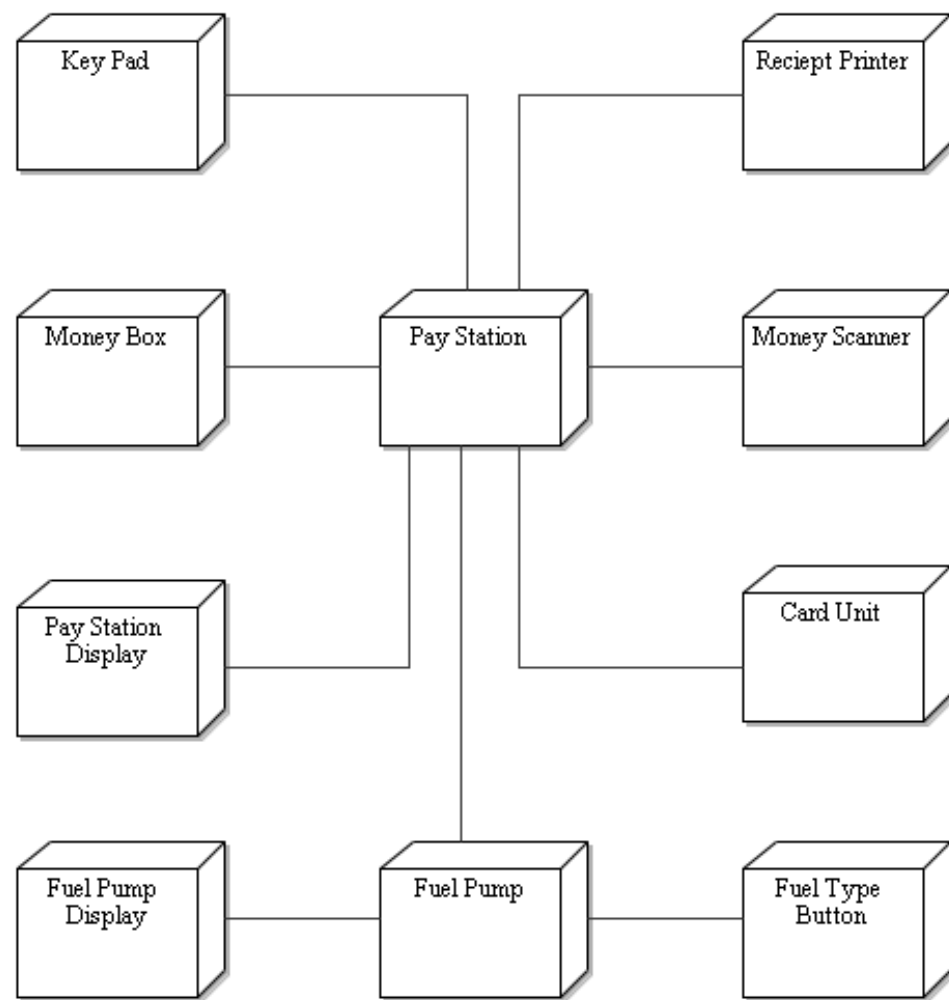 Key Pad
Reciept Printer
Money Box
Pay Station
Money Scanner
Pay Station
Display
Card Unit
Fuel Pump
Display
Fuel Pump
Fuel Type
Button